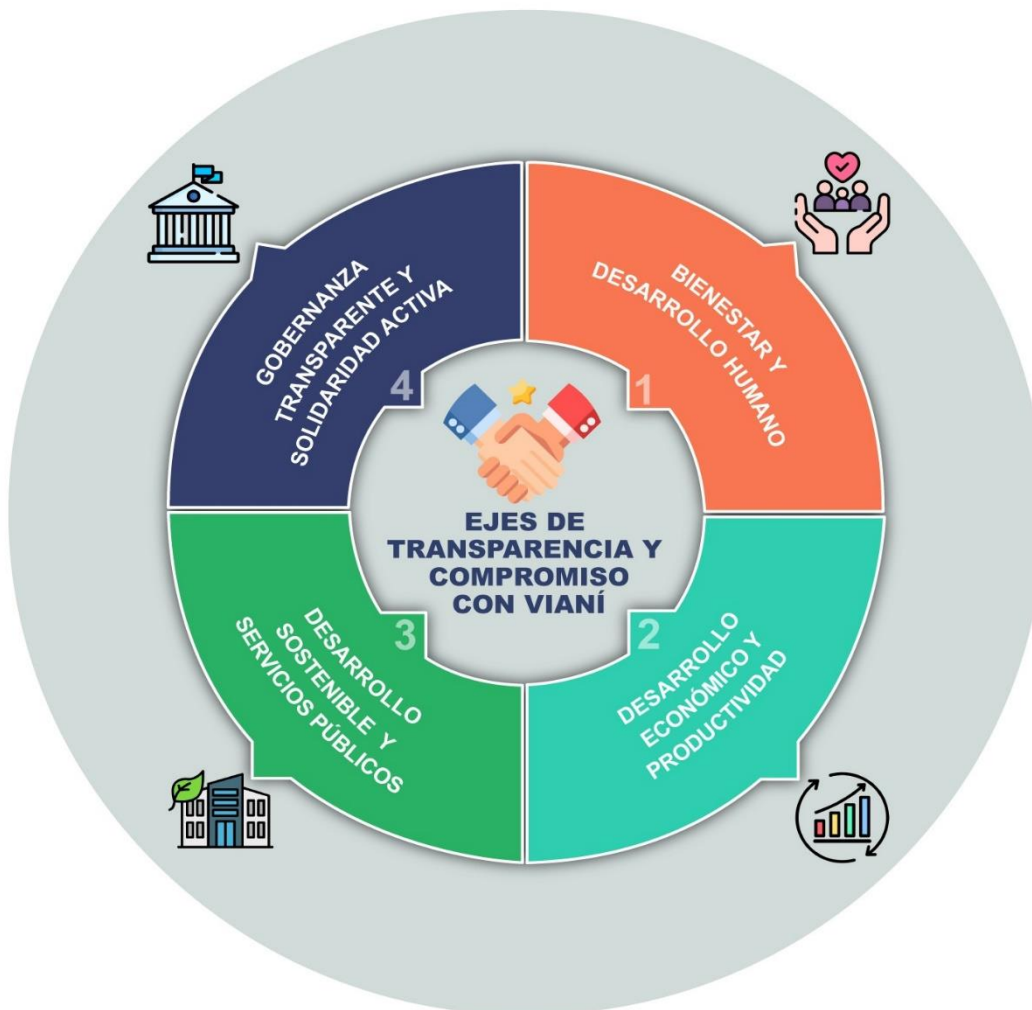 EJES DE
TRANSPARENCIA Y
COMPROMISO
CON VIANÍ
1
BIENESTAR Y
DESARROLLO HUMANO
2
DESARROLLO
ECONÓMICO Y
PRODUCTIVIDAD
3
DESARROLLO
SOSTENIBLE Y
SERVICIOS PÚBLICOS
4
GOBERNANZA
TRANSPARENTE Y
SOLIDARIDAD ACTIVA